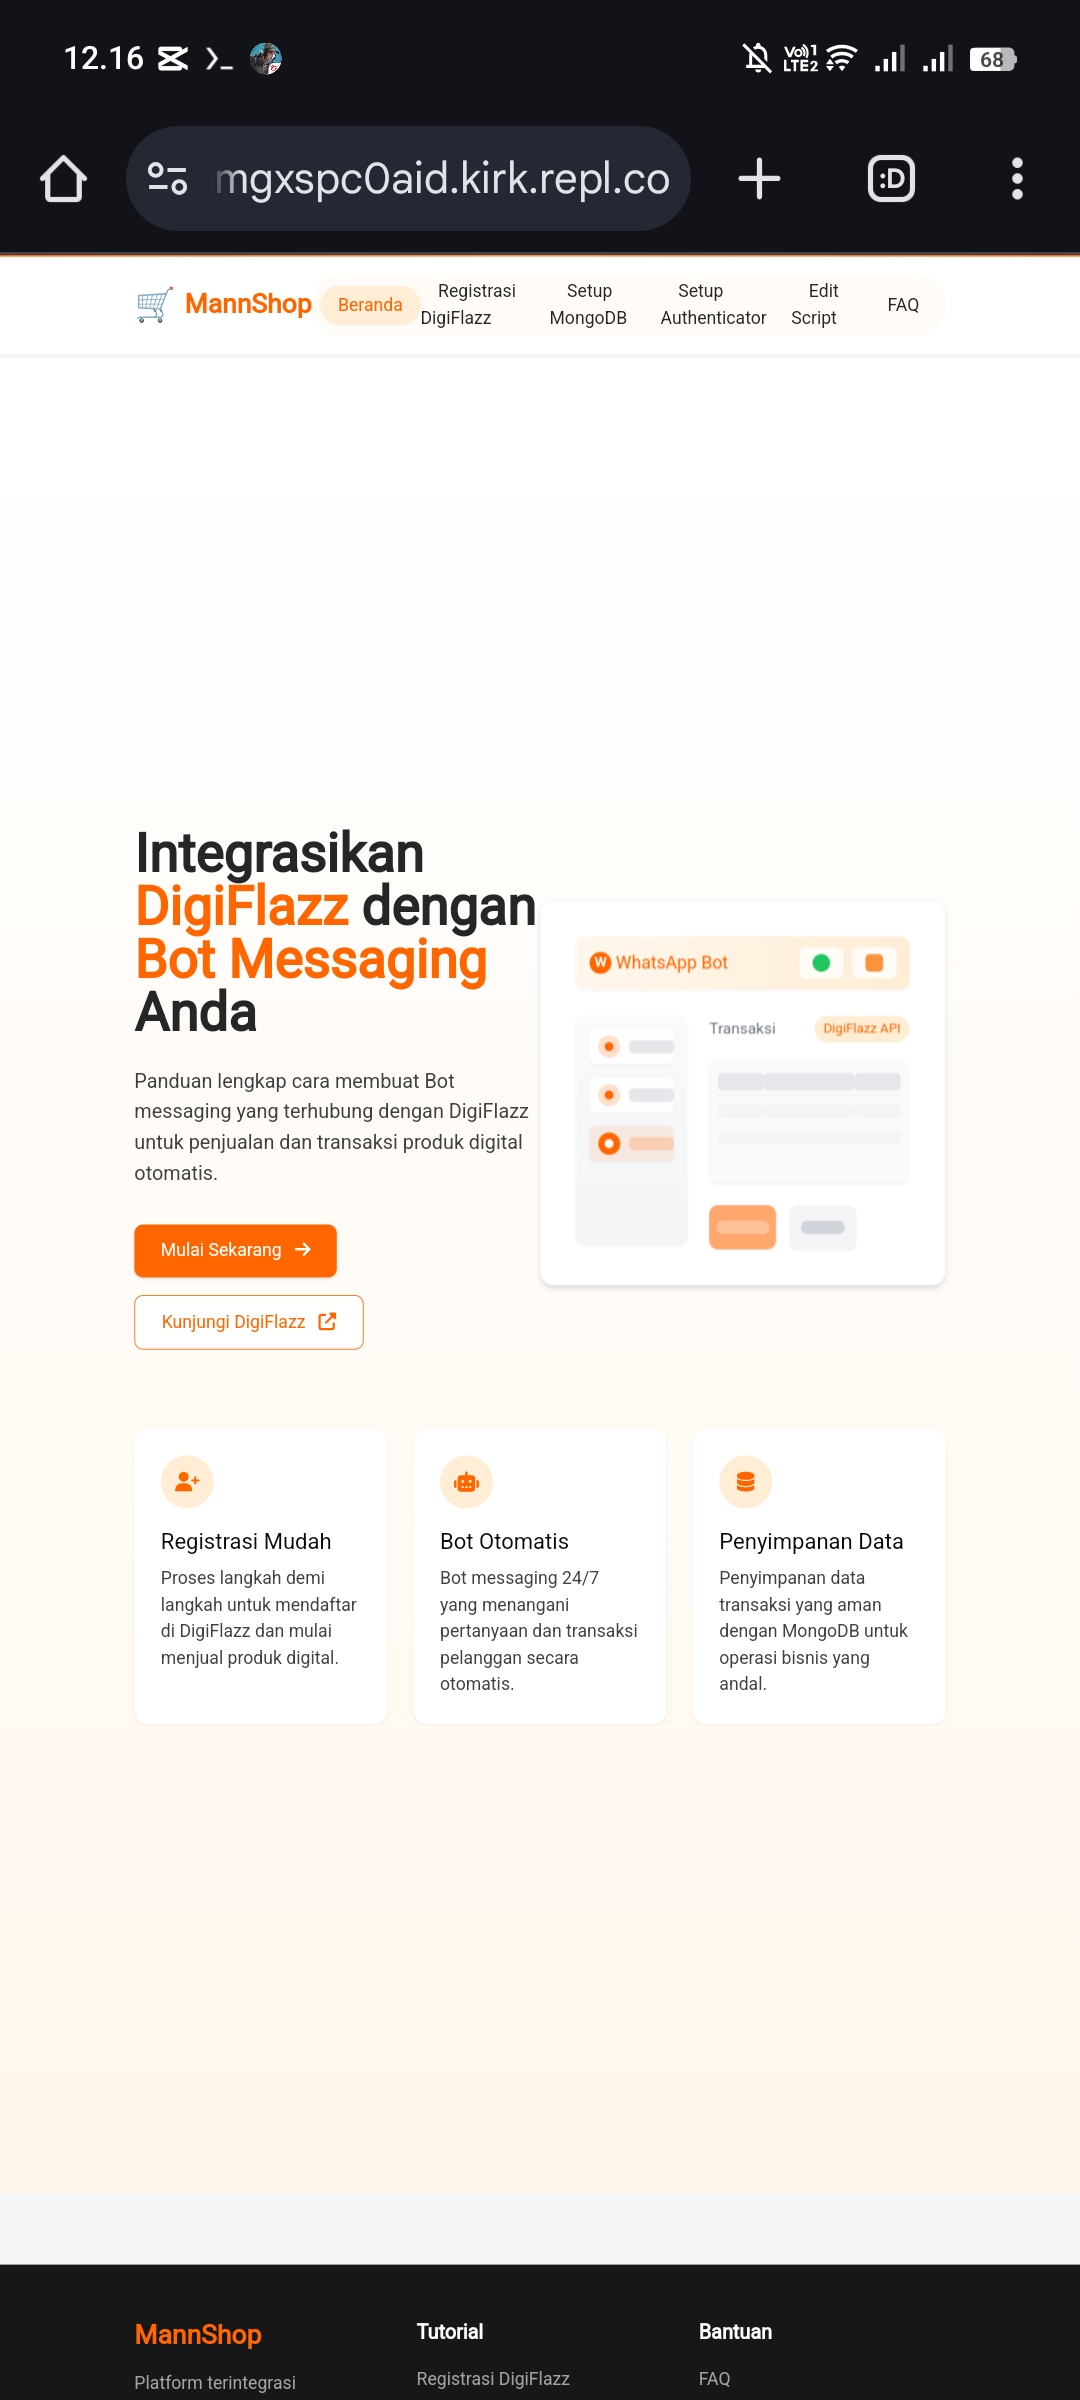 12.16
Vo))1
LTE2
68
mgxspc0aid.kirk.repl.co
:D
MannShop
Beranda
Registrasi
DigiFlazz
Setup
MongoDB
Setup
Authenticator
Edit
Script
FAQ
Integrasikan
DigiFlazz dengan
Bot Messaging
Anda
Panduan lengkap cara membuat Bot
messaging yang terhubung dengan DigiFlazz
untuk penjualan dan transaksi produk digital
otomatis.
Mulai Sekarang
Kunjungi DigiFlazz
W WhatsApp Bot
Transaksi
DigiFlazz API
Registrasi Mudah
Proses langkah demi
langkah untuk mendaftar
di DigiFlazz dan mulai
menjual produk digital.
Bot Otomatis
Bot messaging 24/7
yang menangani
pertanyaan dan transaksi
pelanggan secara
otomatis.
Penyimpanan Data
Penyimpanan data
transaksi yang aman
dengan MongoDB untuk
operasi bisnis yang
andal.
MannShop
Platform terintegrasi
Tutorial
Registrasi DigiFlazz
Bantuan
FAQ